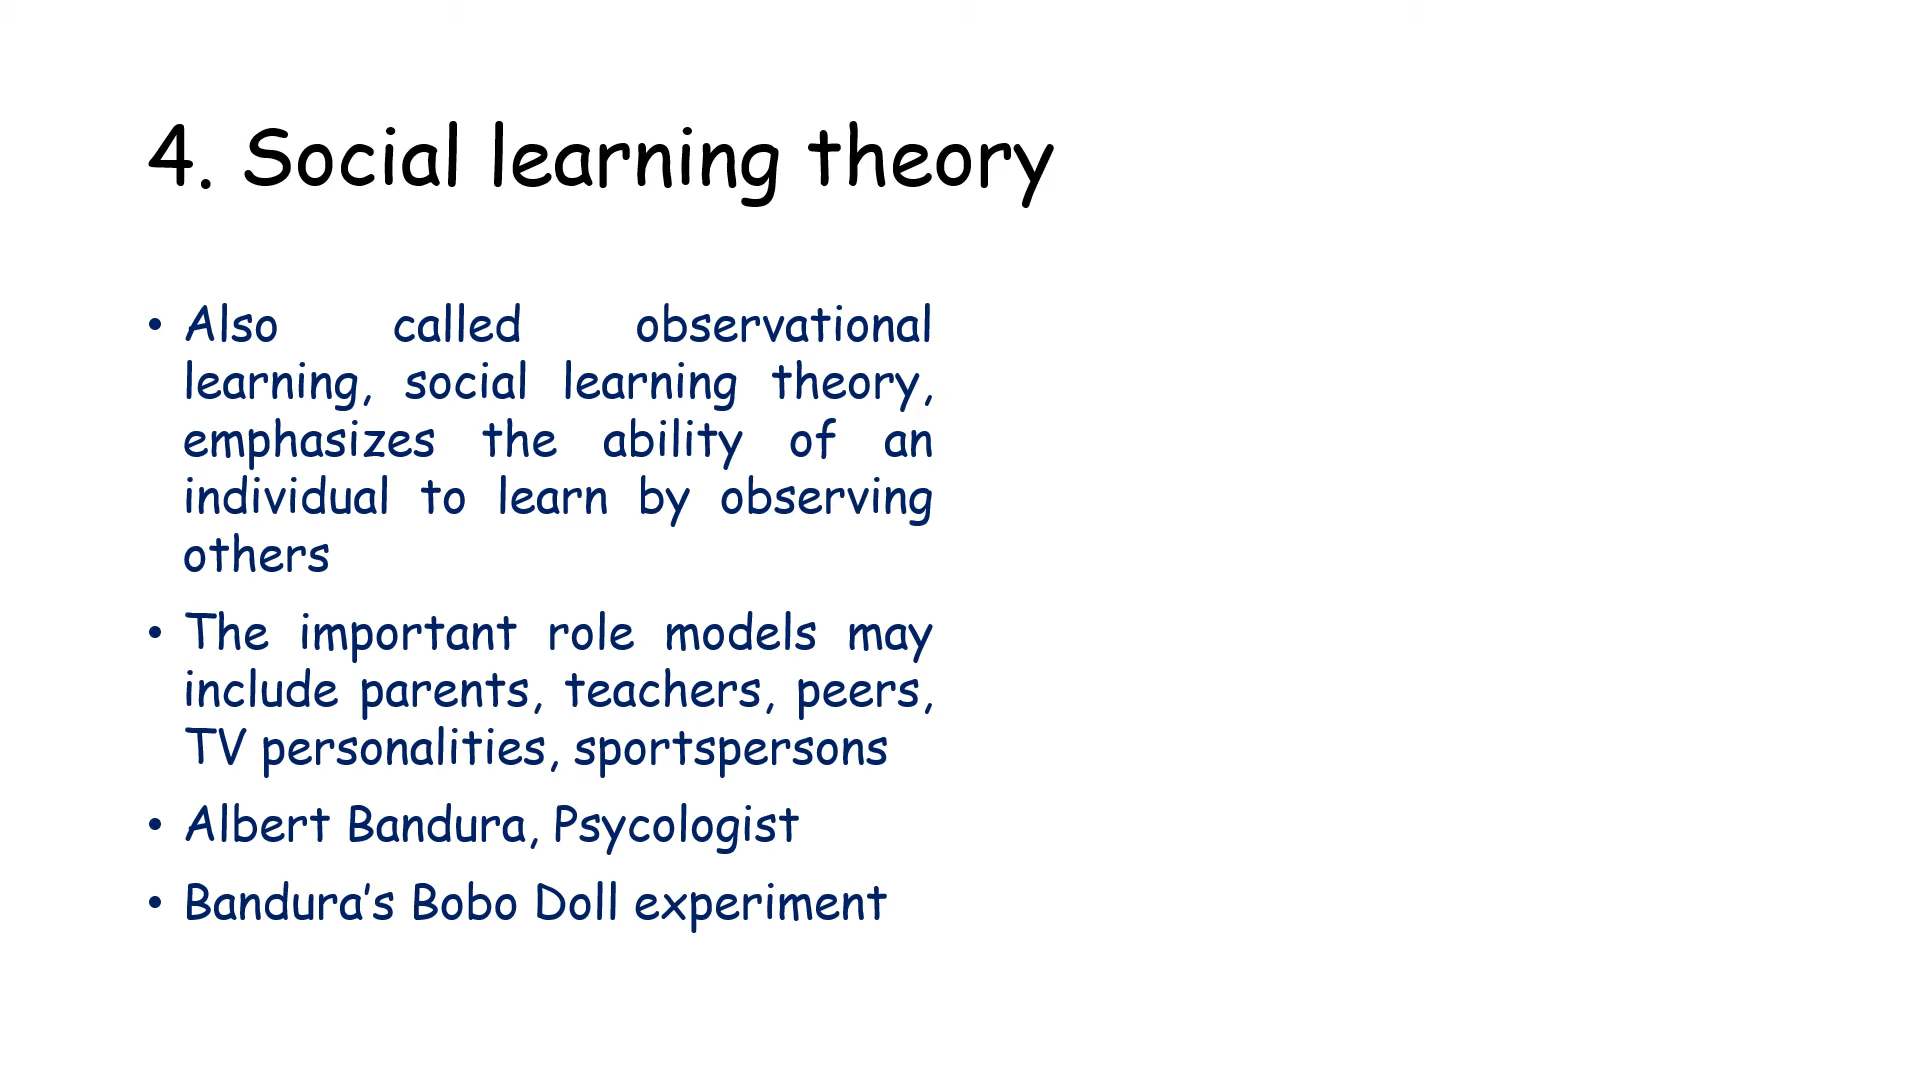 4. Social learning theory
• Also called observational
learning, social learning theory,
emphasizes the ability of an
individual to learn by observing
others
• The important role models may
include parents, teachers, peers,
TV personalities, sportspersons
• Albert Bandura, Psycologist
• Bandura’s Bobo Doll experiment